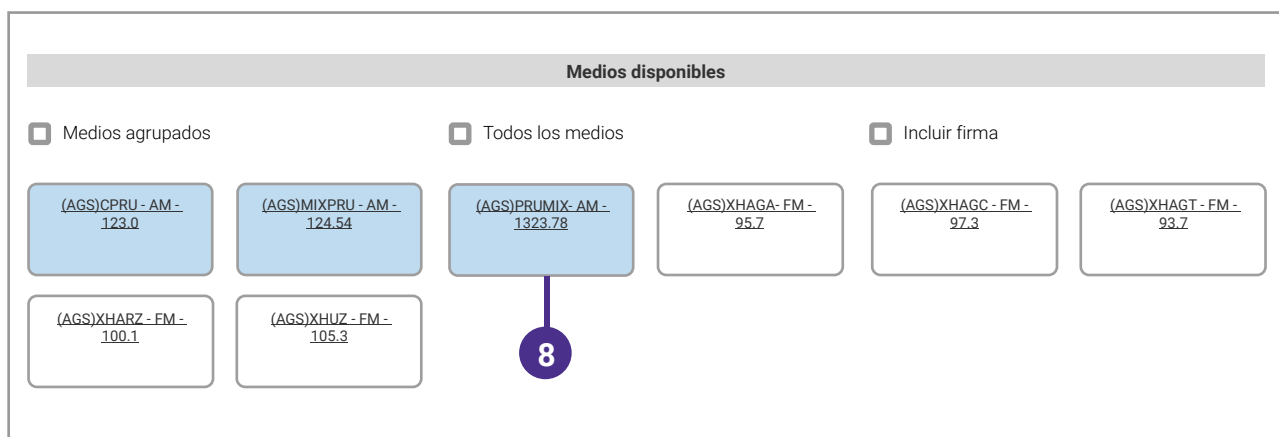 Medios disponibles
Medios agrupados
Todos los medios
Incluir firma
(AGS)CPRU - AM -
123.0
(AGS)MIXPRU - AM -
124.54
(AGS)PRUMIX- AM -
1323.78
(AGS)XHAGA- FM -
95.7
(AGS)XHAGC - FM -
97.3
(AGS)XHAGT - FM -
93.7
(AGS)XHARZ - FM -
100.1
(AGS)XHUZ - FM -
105.3
8